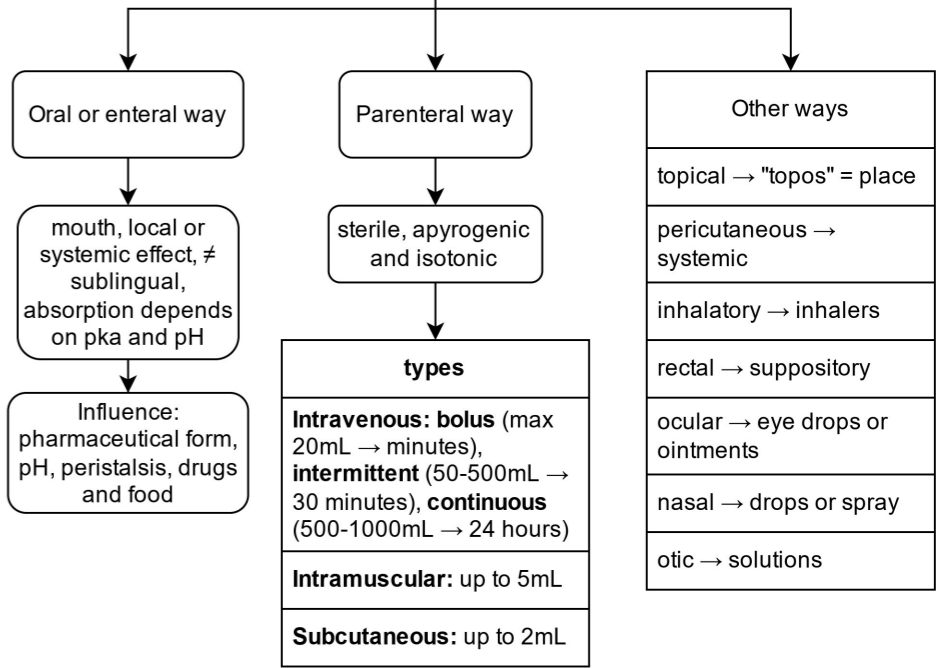 Oral or enteral way
mouth, local or
systemic effect, ≠
sublingual,
absorption depends
on pka and pH
Influence:
pharmaceutical form,
pH, peristalsis, drugs
and food
Parenteral way
sterile, apyrogenic
and isotonic
types
Intravenous: bolus (max
20mL → minutes),
intermittent (50-500mL →
30 minutes), continuous
(500-1000mL → 24 hours)
Intramuscular: up to 5mL
Subcutaneous: up to 2mL
Other ways
topical → "topos" = place
pericutaneous →
systemic
inhalatory → inhalers
rectal → suppository
ocular → eye drops or
ointments
nasal → drops or spray
otic → solutions